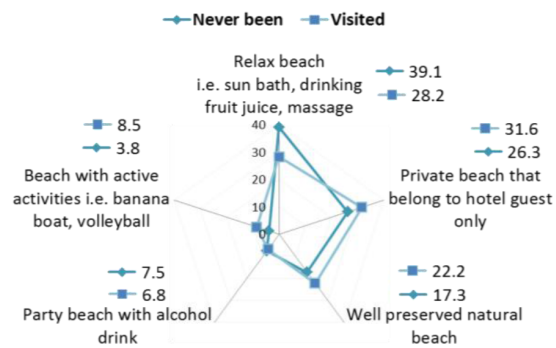 Never been Visited
Relax beach
i.e. sun bath, drinking
fruit juice, massage
39.1
28.2
8.5
3.8
31.6
26.3
Beach with active
activities i.e. banana
boat, volleyball
Private beach that
belong to hotel guest
only
40
30
20
10
0
7.5
6.8
22.2
17.3
Party beach with alcohol
drink
Well preserved natural
beach